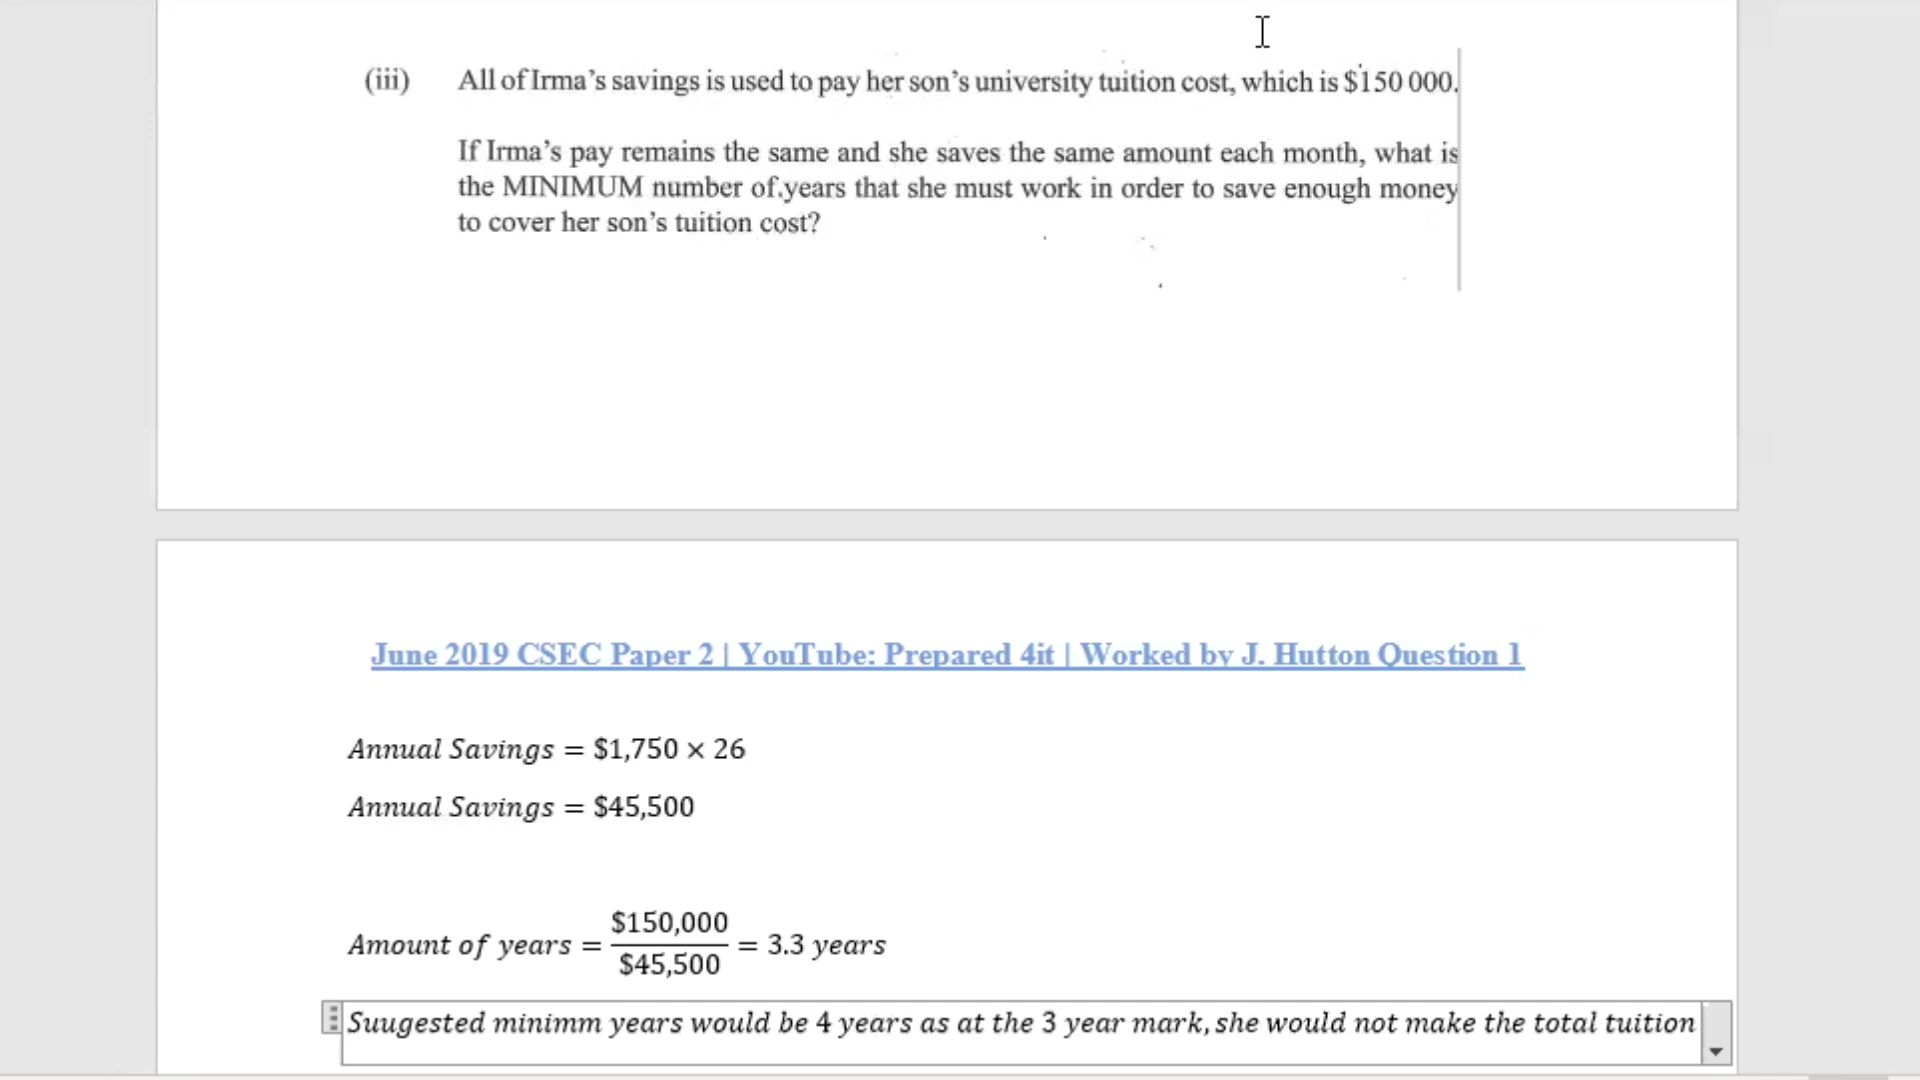 (iii) All of Irma's savings is used to pay her son's university tuition cost, which is $150 000.
If Irma's pay remains the same and she saves the same amount each month, what is
the MINIMUM number of years that she must work in order to save enough money
to cover her son's tuition cost?
June 2019 CSEC Paper 2 | YouTube: Prepared 4it | Worked by J. Hutton Question 1
Annual Savings = $1,750 × 26
Annual Savings = $45,500
Amount of years = $150,000 / $45,500 = 3.3 years
Suugested minimm years would be 4 years as at the 3 year mark, she would not make the total tuition